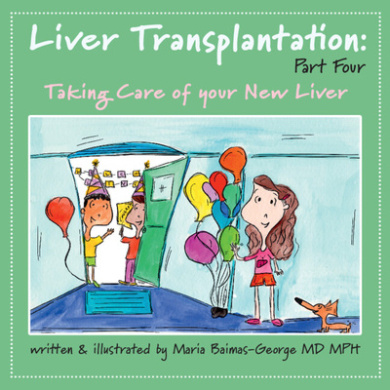 Liver Transplantation:
Part Four
Taking Care of your New Liver
written & illustrated by Maria Baimas-George MD MPH